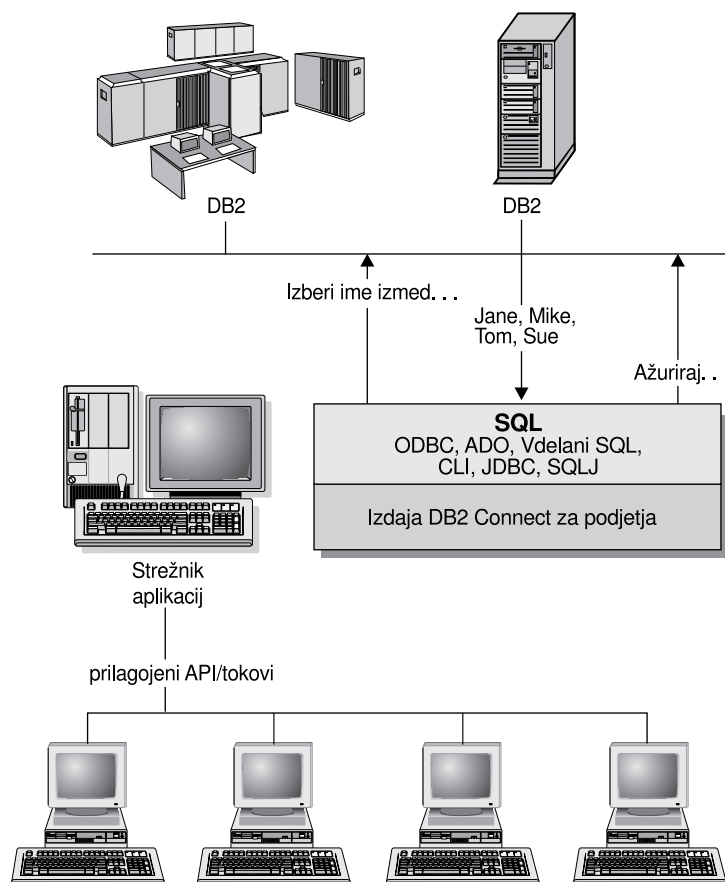 DB2
DB2
Izberi ime izmed. . .
Jane, Mike,
Tom, Sue
Ažuriraj. .
SQL
ODBC, ADO, Vdelani SQL,
CLI, JDBC, SQLJ
Izdaja DB2 Connect za podjetja
Strežnik
aplikacij
prilagojeni API/tokovi